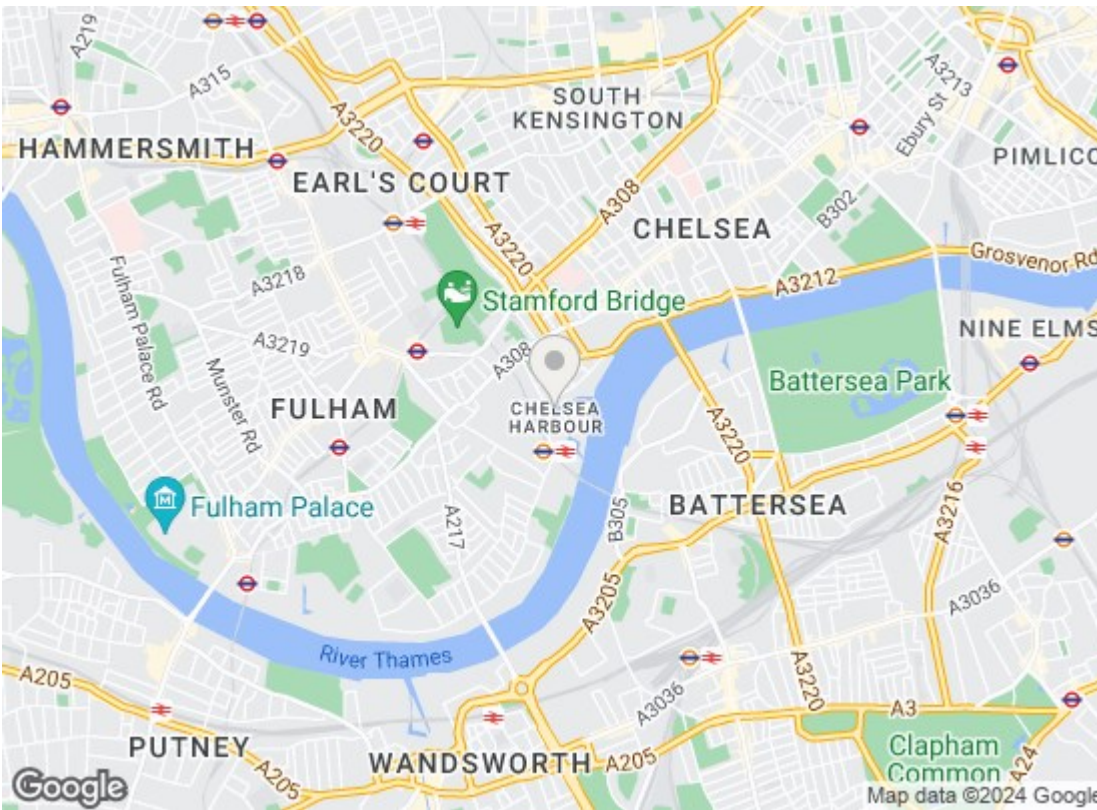 A219
A315
A3220
SOUTH
KENSINGTON
A3213
Ebury St
HAMMERSMITH
EARL'S COURT
PIMLICO
A308
B302
CHELSEA
Fulham Palace Rd
A3218
A3220
A3212
Grosvenor Rd
Stamford Bridge
A3219
A308
NINE ELMS
Munster Rd
Battersea Park
FULHAM
CHELSEA
HARBOUR
A3220
Fulham Palace
A217
B305
BATTERSEA
A3216
A3205
A3036
River Thames
A205
A3220
A3036
A3
PUTNEY
WANDSWORTH
A205
A205
Clapham
Common
A24
Google
Map data ©2024 Google